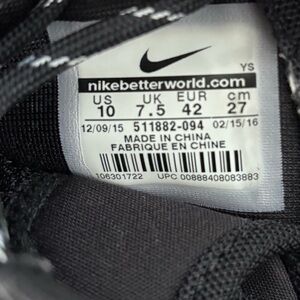 YS
nikebetterworld.com
US UK EUR cm
10 7.5 42 27
12/09/15 511882-094 02/15/16
MADE IN CHINA
FABRIQUE EN CHINE
106301722 UPC 00888408083883